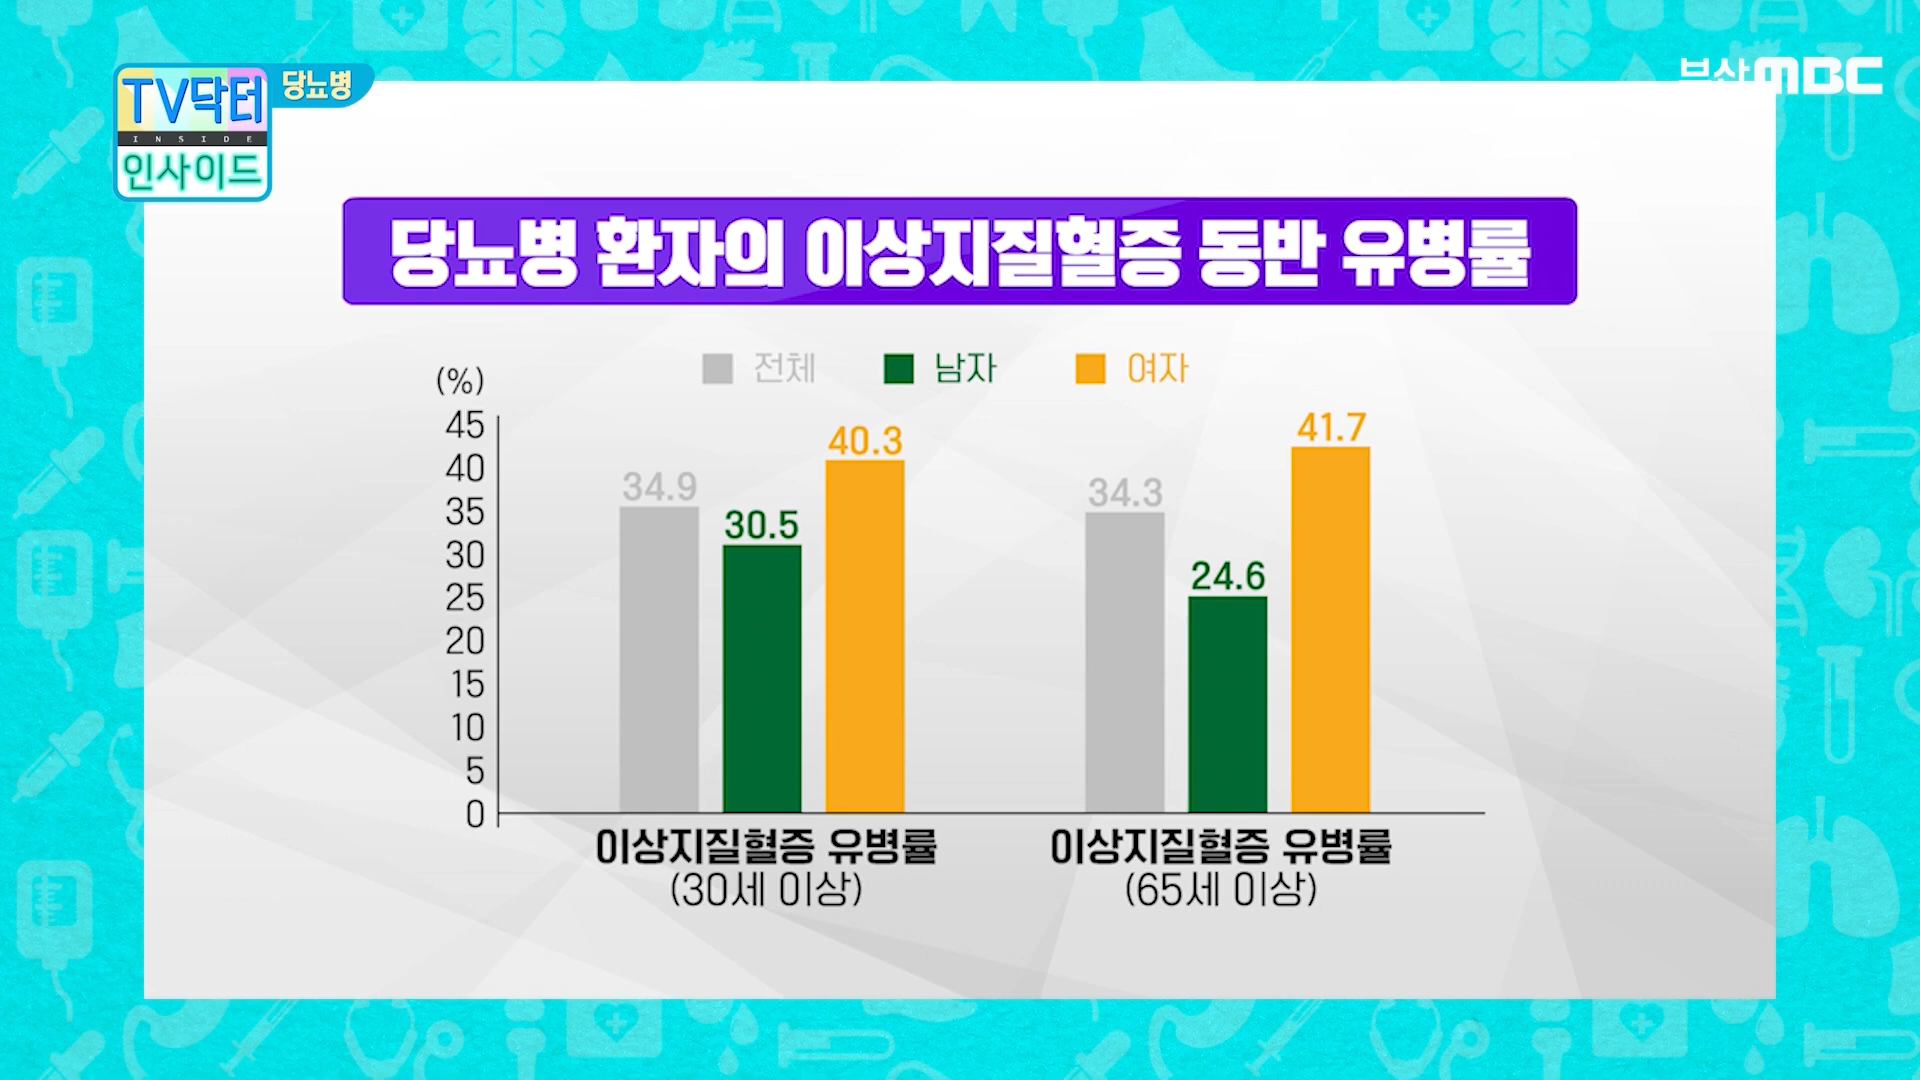 TV닥터
INSIDE
인사이드
당뇨병
부산MBC
당뇨병 환자의 이상지질혈증 동반 유병률
전체 남자 여자
(%)
45
40
35
30
25
20
15
10
5
0
34.9
30.5
40.3
34.3
24.6
41.7
이상지질혈증 유병률
(30세 이상)
이상지질혈증 유병률
(65세 이상)